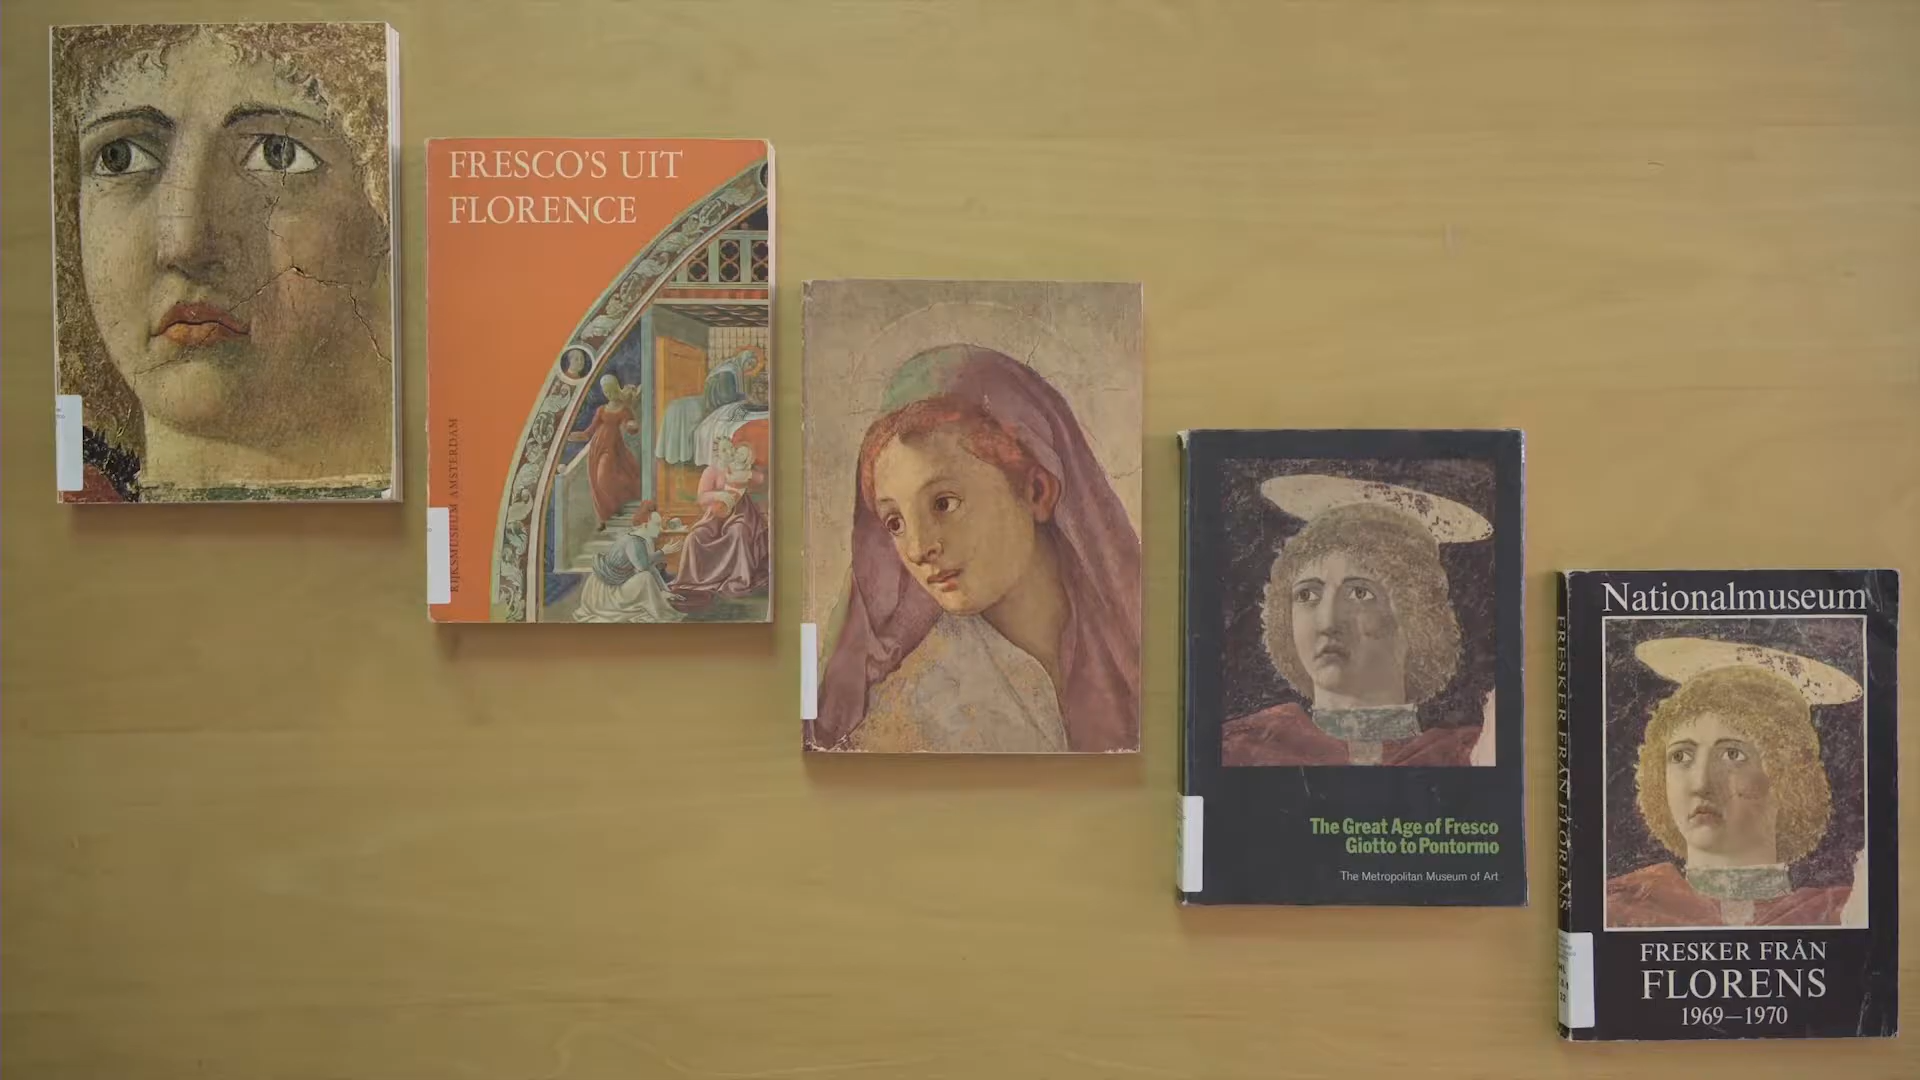 FRESCO'S UIT
FLORENCE
RIJKSMUSEUM AMSTERDAM
The Great Age of Fresco
Giotto to Pontormo
The Metropolitan Museum of Art
Nationalmuseum
FRESKER FRÅN FLORENS
FRESKER FRÅN
FLORENS
1969–1970